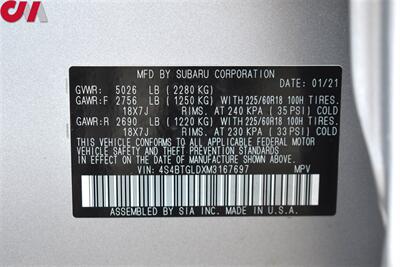 CUA
MFD BY SUBARU CORPORATION
GVWR: 5026 LB ( 2280 KG) DATE: 01/21
GAWR:F 2756 LB ( 1250 KG) WITH 225/60R18 100H TIRES.
18X7J RIMS. AT 240 KPA ( 35 PSI) COLD
GAWR:R 2690 LB ( 1220 KG) WITH 225/60R18 100H TIRES.
18X7J RIMS. AT 230 KPA ( 33 PSI) COLD
THIS VEHICLE CONFORMS TO ALL APPLICABLE FEDERAL MOTOR
VEHICLE SAFETY AND THEFT PREVENTION STANDARDS IN
EFFECT ON THE DATE OF MANUFACTURE SHOWN ABOVE.
VIN: 4S4BTGLDXM3167697 MPV
ASSEMBLED BY SIA INC. MADE IN U.S.A.